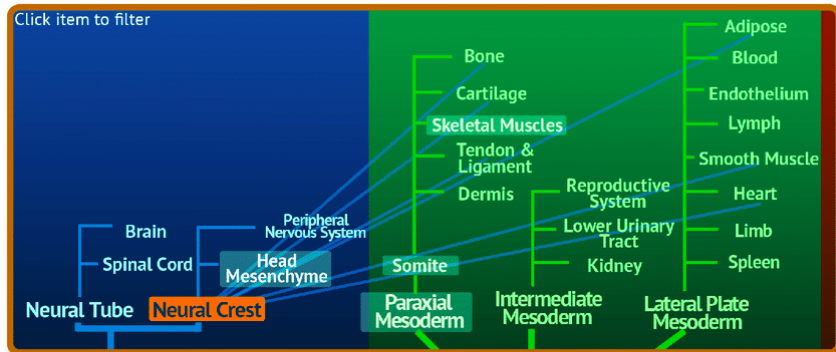 Click item to filter
Brain
Spinal Cord
Neural Tube
Peripheral
Nervous System
Head
Mesenchyme
Neural Crest
Bone
Cartilage
Skeletal Muscles
Tendon &
Ligament
Dermis
Somite
Paraxial
Mesoderm
Reproductive
System
Lower Urinary
Tract
Kidney
Intermediate
Mesoderm
Adipose
Blood
Endothelium
Lymph
Smooth Muscle
Heart
Limb
Spleen
Lateral Plate
Mesoderm